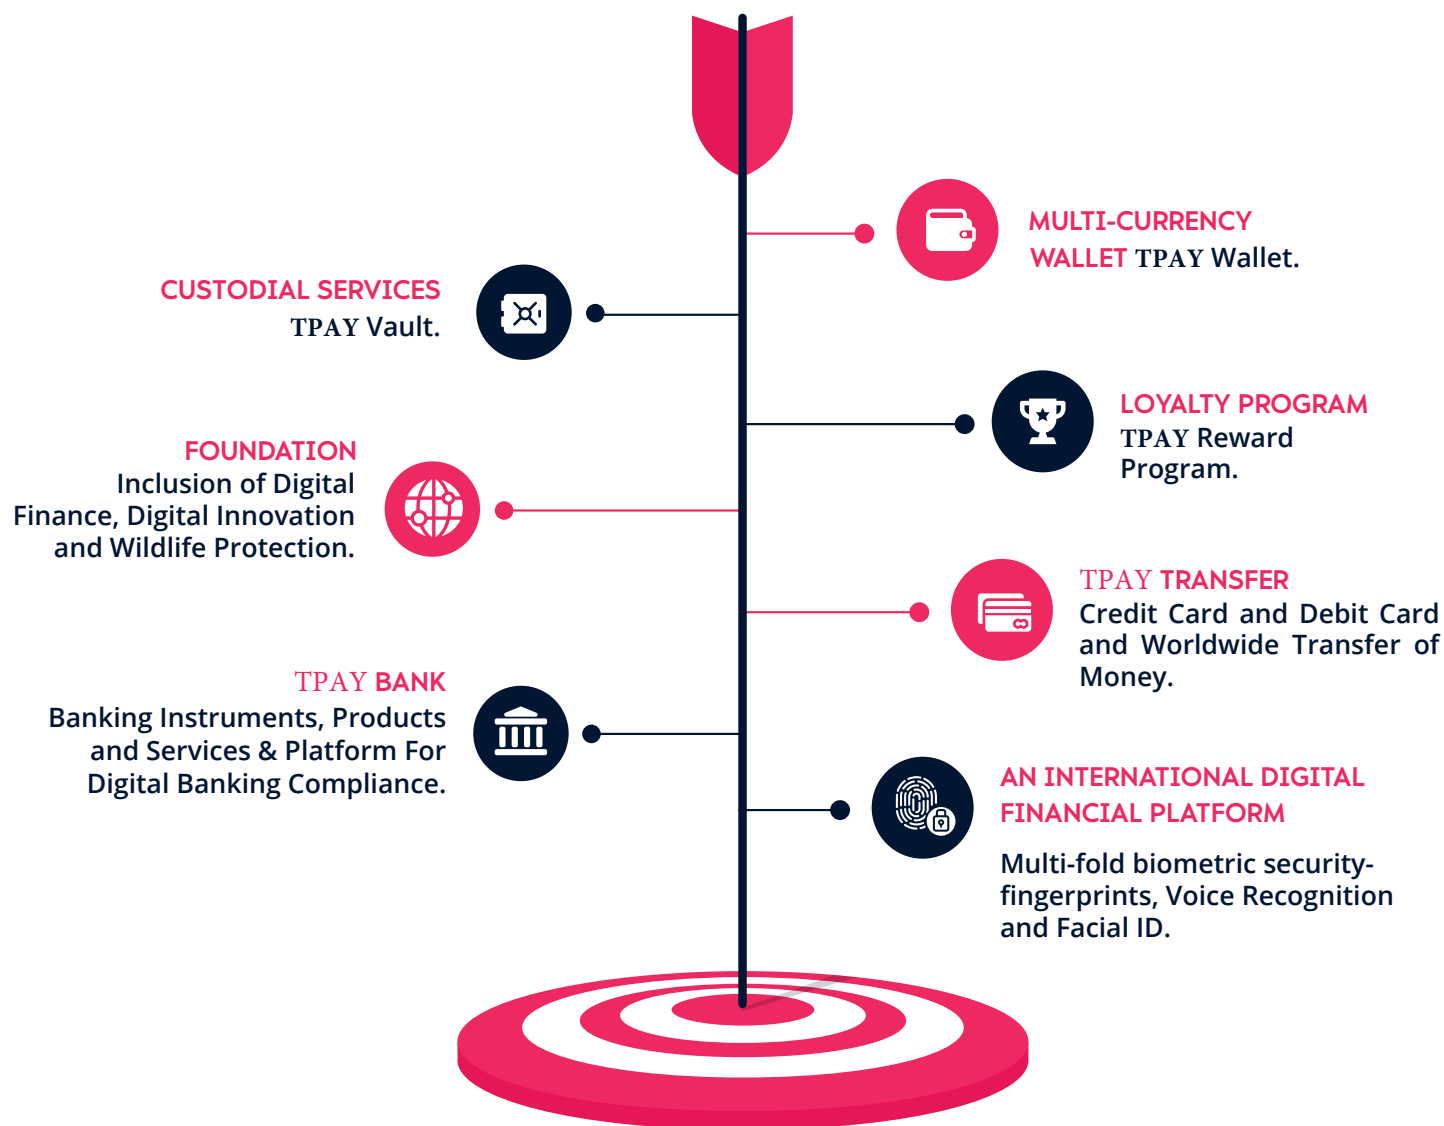 MULTI-CURRENCY
WALLET TPAY Wallet.
CUSTODIAL SERVICES
TPAY Vault.
LOYALTY PROGRAM
TPAY Reward
Program.
FOUNDATION
Inclusion of Digital
Finance, Digital Innovation
and Wildlife Protection.
TPAY TRANSFER
Credit Card and Debit Card
and Worldwide Transfer of
Money.
TPAY BANK
Banking Instruments, Products
and Services & Platform For
Digital Banking Compliance.
AN INTERNATIONAL DIGITAL
FINANCIAL PLATFORM
Multi-fold biometric security-
fingerprints, Voice Recognition
and Facial ID.